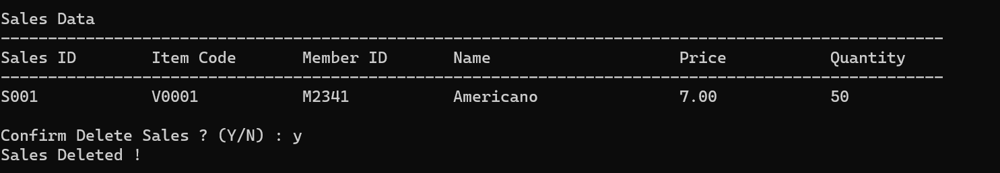 Sales Data
----------------------------------------------------------------------------------------------------
Sales ID        Item Code       Member ID       Name                    Price           Quantity
----------------------------------------------------------------------------------------------------
S001            V0001           M2341           Americano               7.00            50
Confirm Delete Sales ? (Y/N) : y
Sales Deleted !